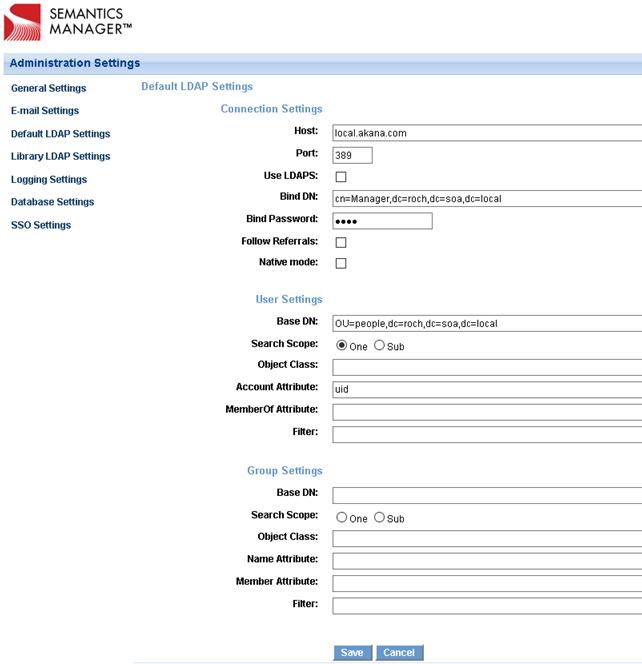 SEMANTICS
MANAGER™
Administration Settings
General Settings
E-mail Settings
Default LDAP Settings
Library LDAP Settings
Logging Settings
Database Settings
SSO Settings
Default LDAP Settings
Connection Settings
Host: local.akana.com
Port: 389
Use LDAPS:
Bind DN: cn=Manager,dc=roch,dc=soa,dc=local
Bind Password: ••••
Follow Referrals:
Native mode:
User Settings
Base DN: OU=people,dc=roch,dc=soa,dc=local
Search Scope: One Sub
Object Class:
Account Attribute: uid
MemberOf Attribute:
Filter:
Group Settings
Base DN:
Search Scope: One Sub
Object Class:
Name Attribute:
Member Attribute:
Filter:
Save Cancel